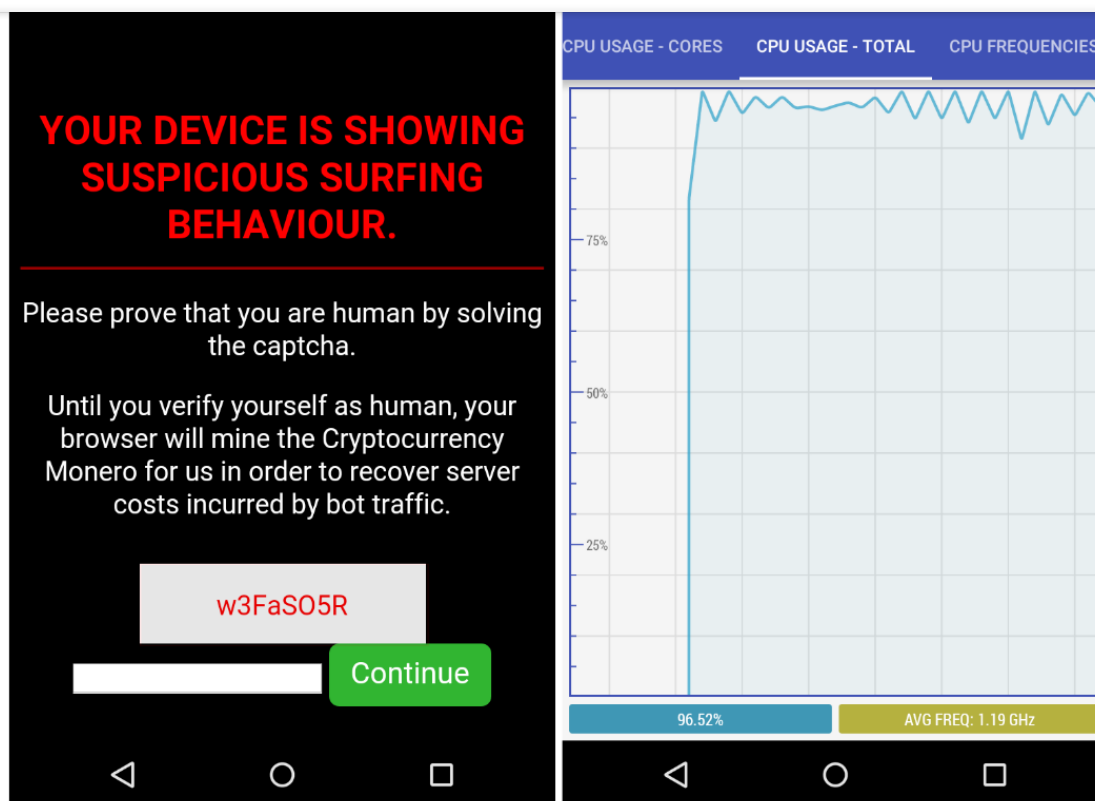 YOUR DEVICE IS SHOWING
SUSPICIOUS SURFING
BEHAVIOUR.
Please prove that you are human by solving
the captcha.
Until you verify yourself as human, your
browser will mine the Cryptocurrency
Monero for us in order to recover server
costs incurred by bot traffic.
w3FaSO5R
Continue
CPU USAGE - CORES CPU USAGE - TOTAL CPU FREQUENCIES
75%
50%
25%
96.52% AVG FREQ: 1.19 GHz